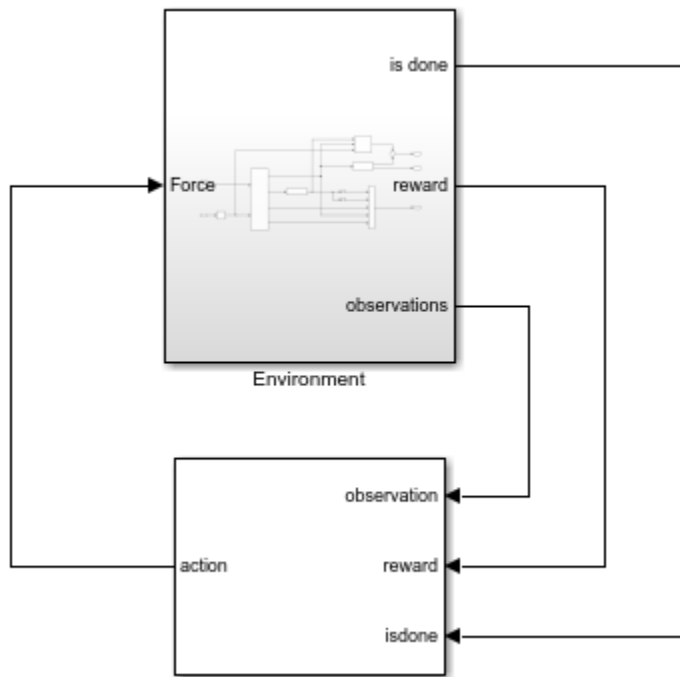 is done
Force
reward
observations
Environment
observation
action
reward
isdone